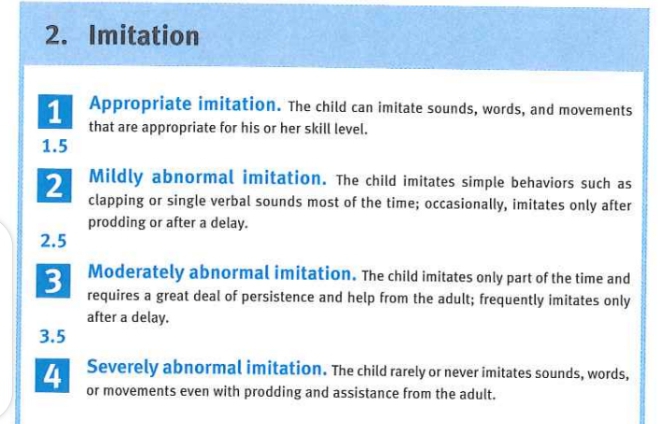 2. Imitation
1 Appropriate imitation. The child can imitate sounds, words, and movements
that are appropriate for his or her skill level.
1.5
2 Mildly abnormal imitation. The child imitates simple behaviors such as
clapping or single verbal sounds most of the time; occasionally, imitates only after
prodding or after a delay.
2.5
3 Moderately abnormal imitation. The child imitates only part of the time and
requires a great deal of persistence and help from the adult; frequently imitates only
after a delay.
3.5
4 Severely abnormal imitation. The child rarely or never imitates sounds, words,
or movements even with prodding and assistance from the adult.